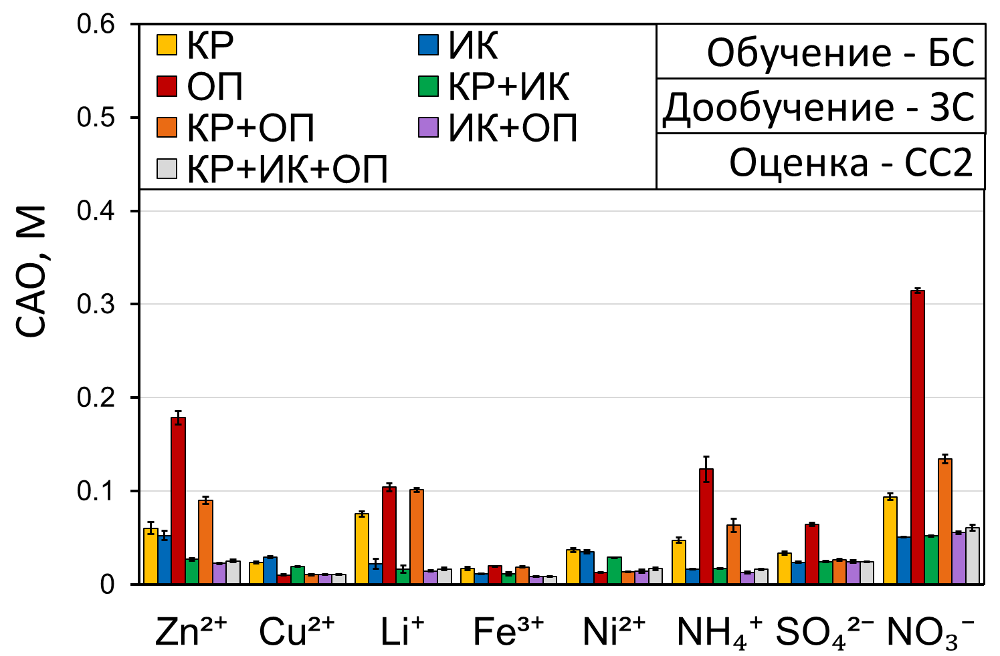 0.6
КР
ИК
ОП
КР+ИК
КР+ОП
ИК+ОП
КР+ИК+ОП
Обучение - БС
Дообучение - ЗС
Оценка - СС2
0.5
0.4
0.3
0.2
0.1
0
САО, М
Zn²⁺ Cu²⁺ Li⁺ Fe³⁺ Ni²⁺ NH₄⁺ SO₄²⁻ NO₃⁻